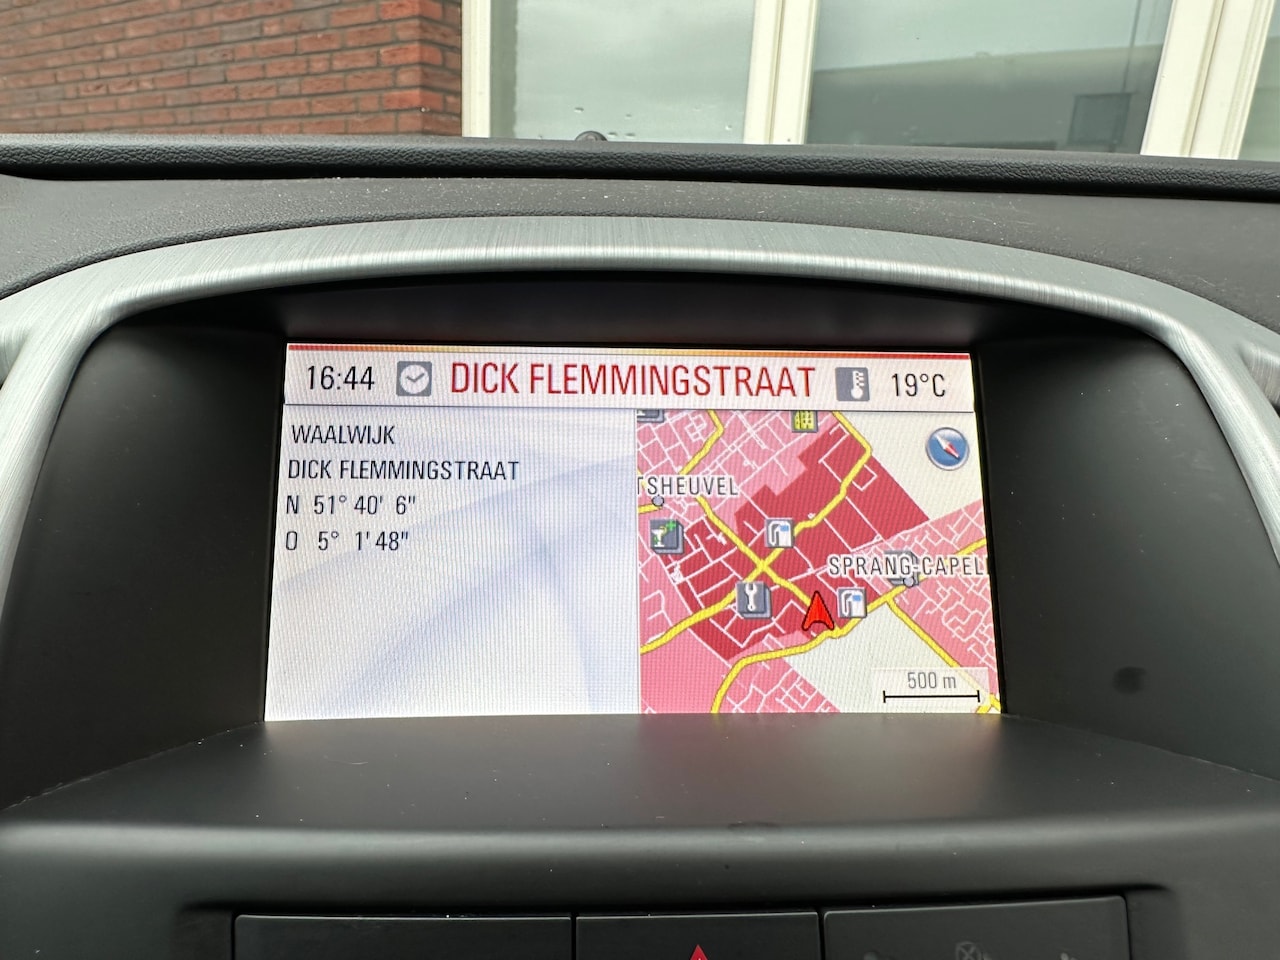 16:44 DICK FLEMMINGSTRAAT 19°C
WAALWIJK
DICK FLEMMINGSTRAAT
N 51° 40' 6"
O 5° 1' 48"
TSHEUVEL
SPRANG-CAPEL
500 m